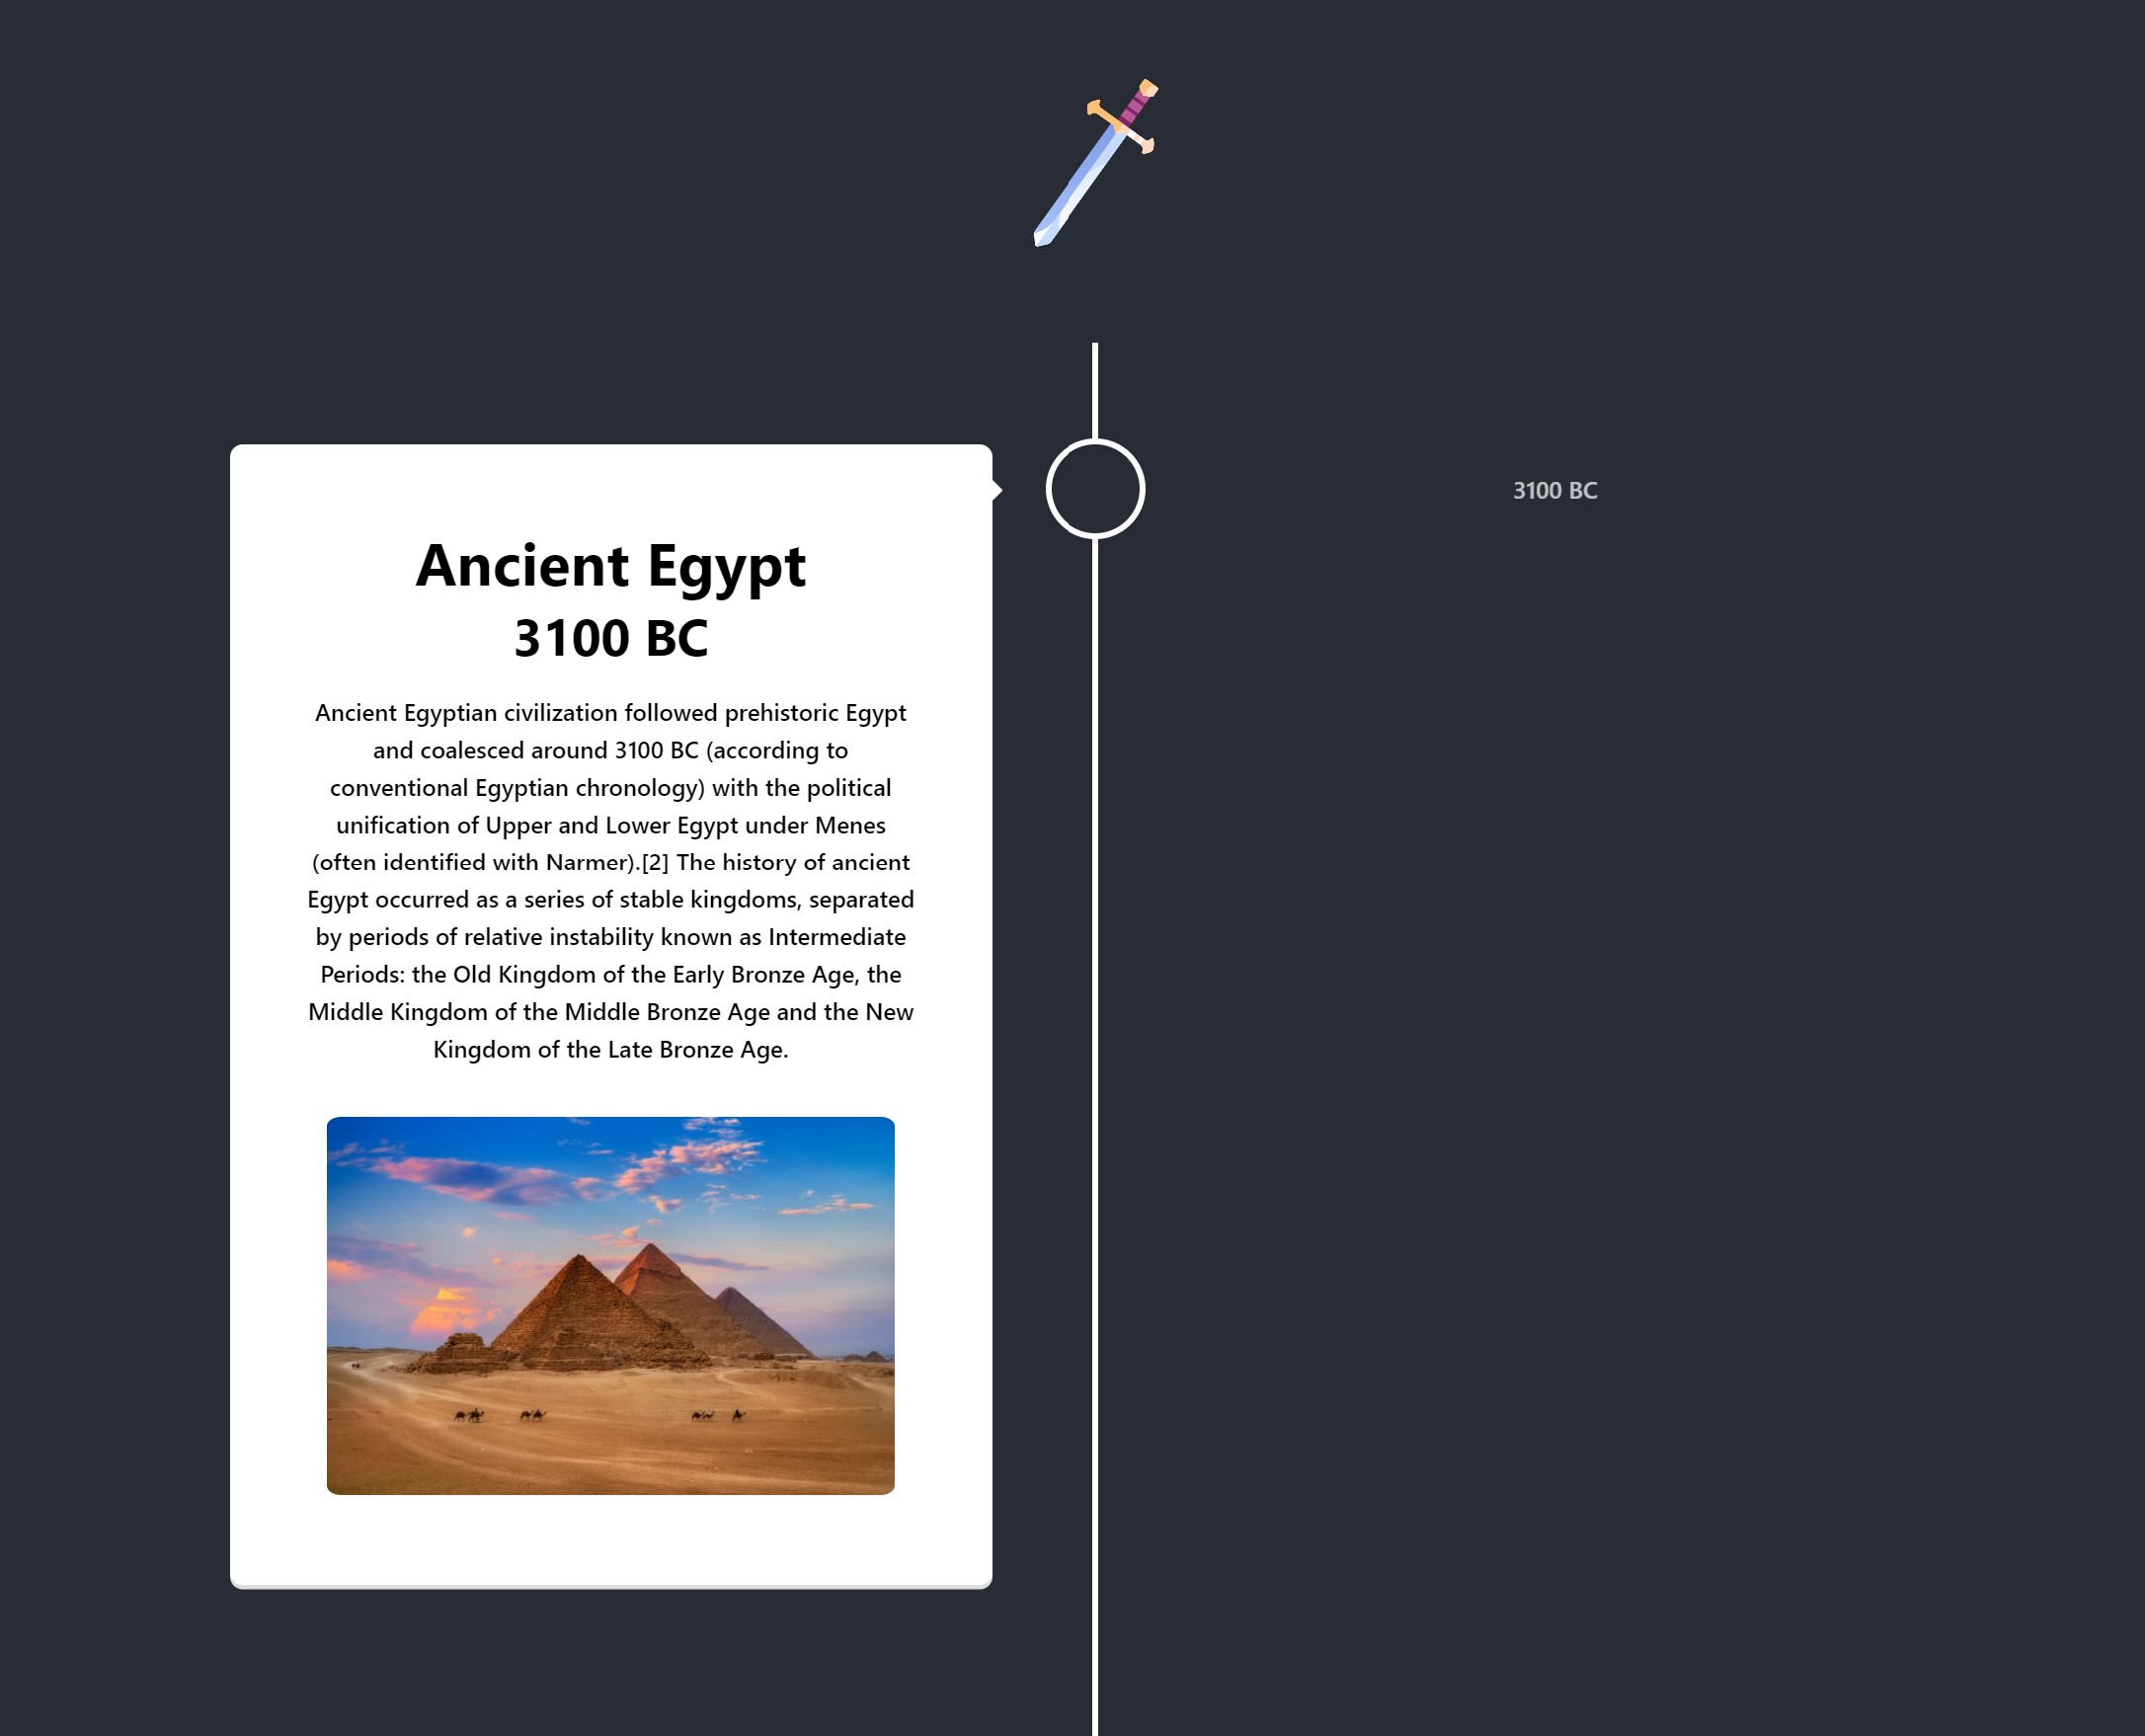 Ancient Egypt
3100 BC
3100 BC
Ancient Egyptian civilization followed prehistoric Egypt
and coalesced around 3100 BC (according to
conventional Egyptian chronology) with the political
unification of Upper and Lower Egypt under Menes
(often identified with Narmer).[2] The history of ancient
Egypt occurred as a series of stable kingdoms, separated
by periods of relative instability known as Intermediate
Periods: the Old Kingdom of the Early Bronze Age, the
Middle Kingdom of the Middle Bronze Age and the New
Kingdom of the Late Bronze Age.